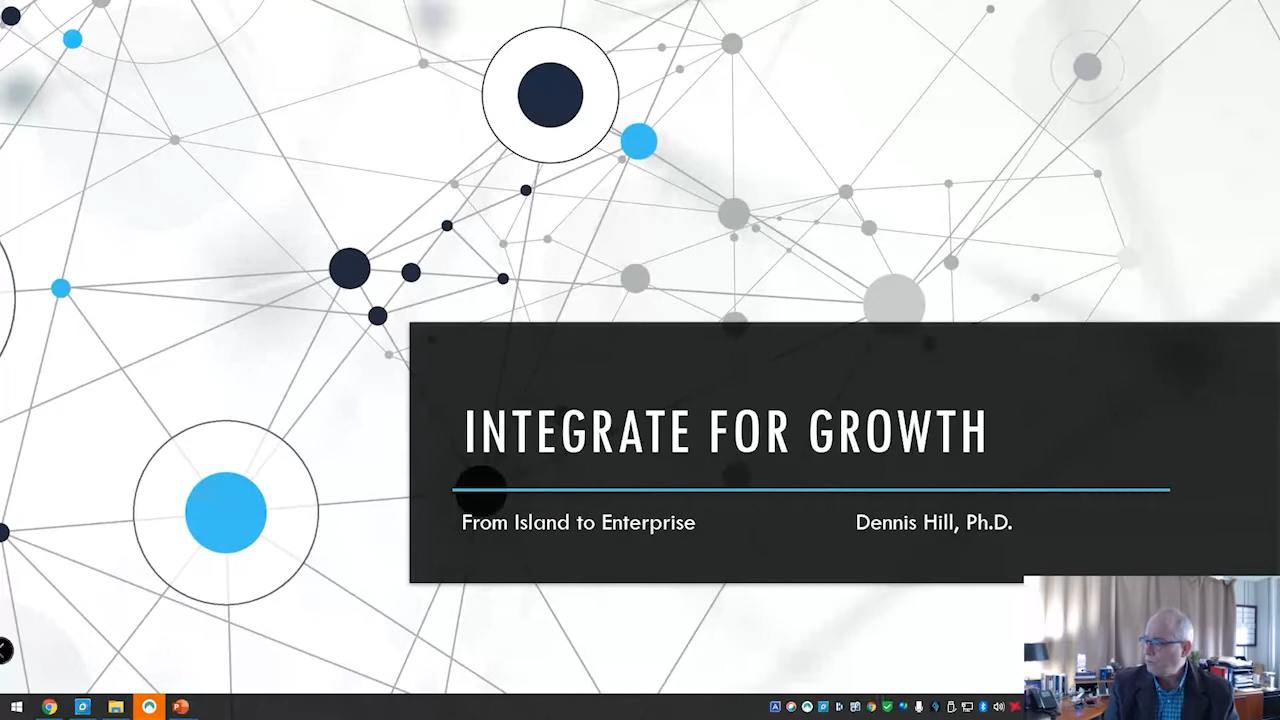 INTEGRATE FOR GROWTH
From Island to Enterprise
Dennis Hill, Ph.D.